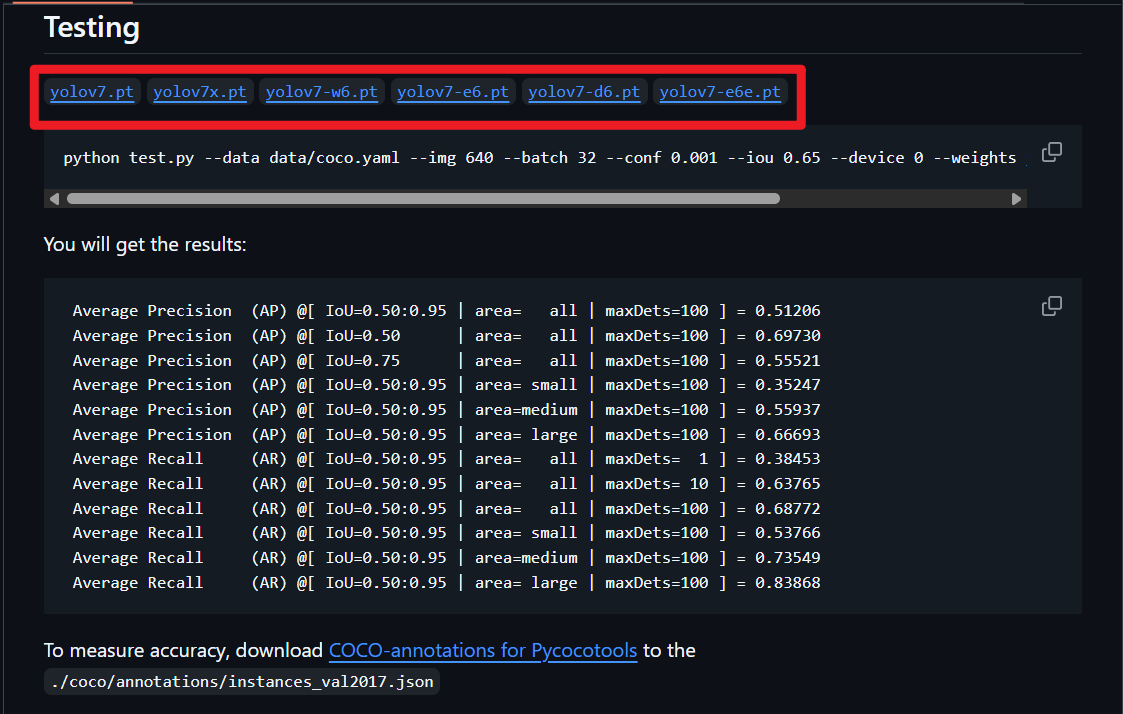 Testing
yolov7.pt yolov7x.pt yolov7-w6.pt yolov7-e6.pt yolov7-d6.pt yolov7-e6e.pt
python test.py --data data/coco.yaml --img 640 --batch 32 --conf 0.001 --iou 0.65 --device 0 --weights
You will get the results:
Average Precision  (AP) @[ IoU=0.50:0.95 | area=   all | maxDets=100 ] = 0.51206
Average Precision  (AP) @[ IoU=0.50      | area=   all | maxDets=100 ] = 0.69730
Average Precision  (AP) @[ IoU=0.75      | area=   all | maxDets=100 ] = 0.55521
Average Precision  (AP) @[ IoU=0.50:0.95 | area= small | maxDets=100 ] = 0.35247
Average Precision  (AP) @[ IoU=0.50:0.95 | area=medium | maxDets=100 ] = 0.55937
Average Precision  (AP) @[ IoU=0.50:0.95 | area= large | maxDets=100 ] = 0.66693
Average Recall     (AR) @[ IoU=0.50:0.95 | area=   all | maxDets=  1 ] = 0.38453
Average Recall     (AR) @[ IoU=0.50:0.95 | area=   all | maxDets= 10 ] = 0.63765
Average Recall     (AR) @[ IoU=0.50:0.95 | area=   all | maxDets=100 ] = 0.68772
Average Recall     (AR) @[ IoU=0.50:0.95 | area= small | maxDets=100 ] = 0.53766
Average Recall     (AR) @[ IoU=0.50:0.95 | area=medium | maxDets=100 ] = 0.73549
Average Recall     (AR) @[ IoU=0.50:0.95 | area= large | maxDets=100 ] = 0.83868
To measure accuracy, download COCO-annotations for Pycocotools to the
./coco/annotations/instances_val2017.json